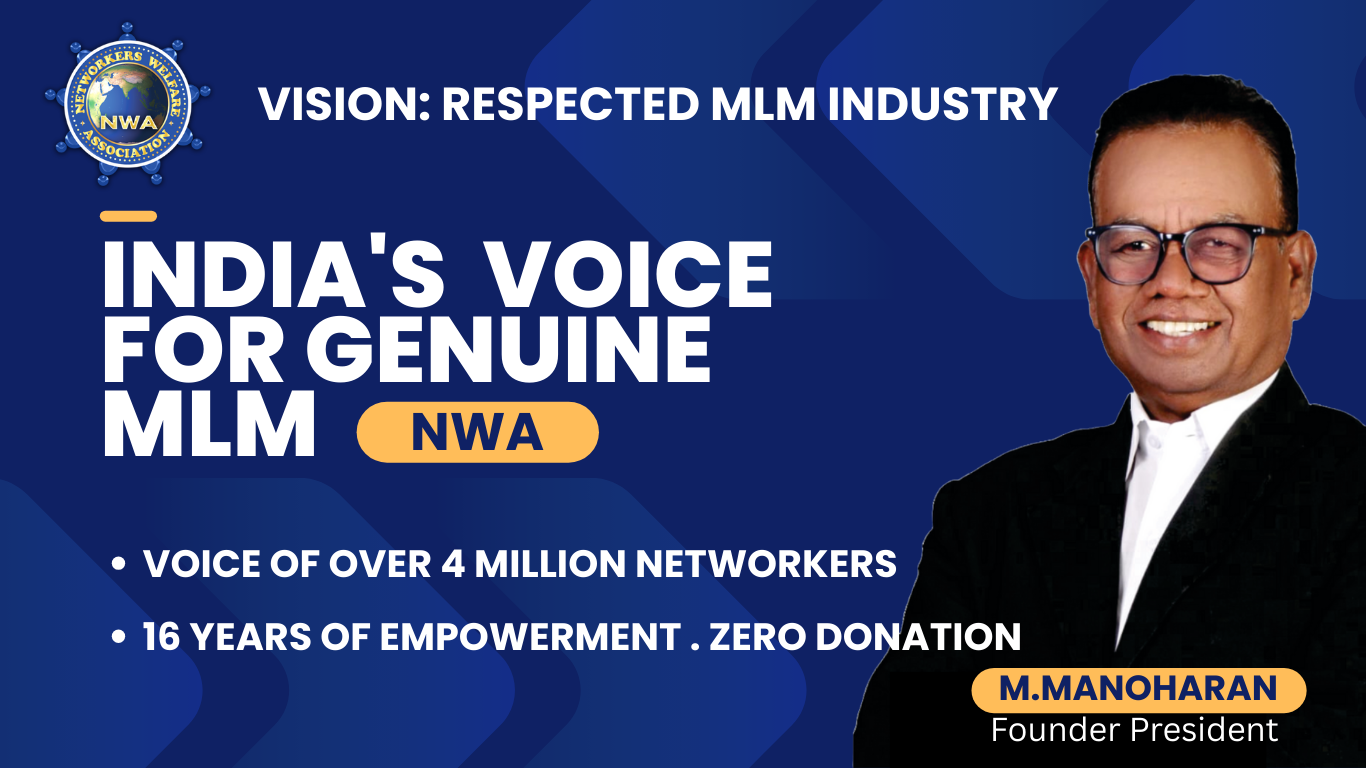 NETWORKERS WELFARE
NWA
ASSOCIATION
VISION: RESPECTED MLM INDUSTRY
INDIA'S VOICE
FOR GENUINE
MLM NWA
• VOICE OF OVER 4 MILLION NETWORKERS
• 16 YEARS OF EMPOWERMENT . ZERO DONATION
M.MANOHARAN
Founder President